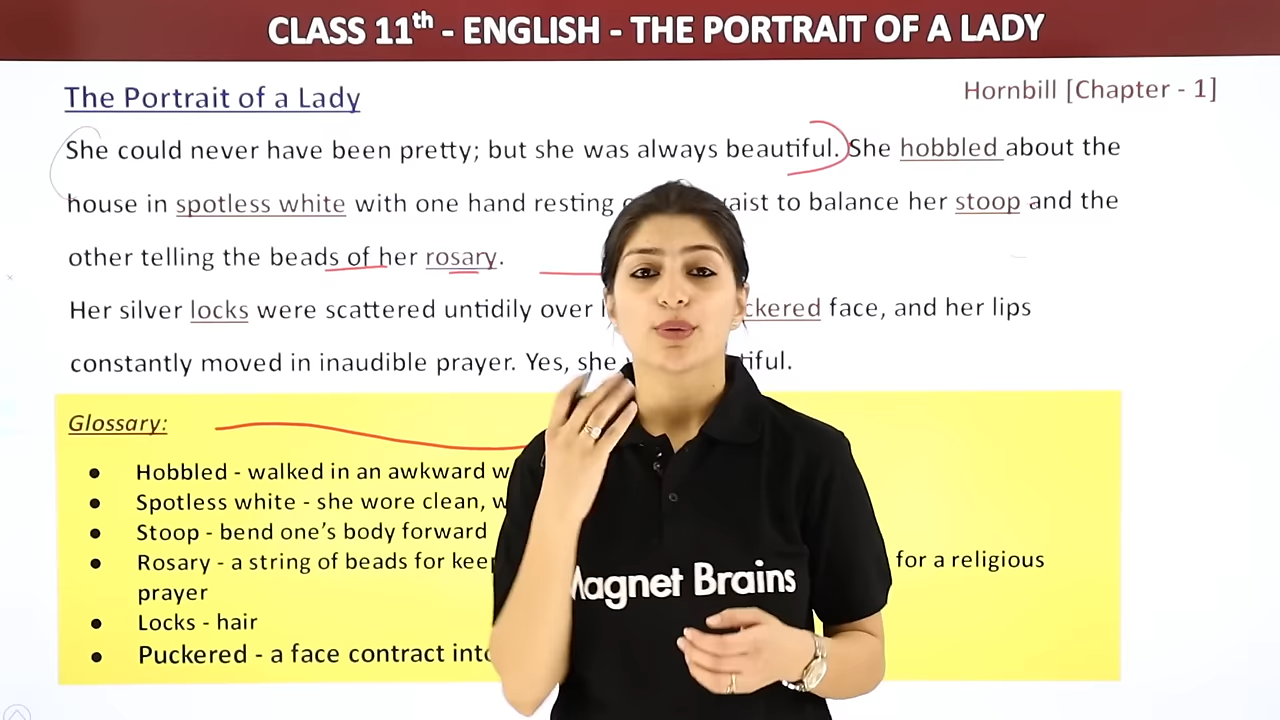 CLASS 11th - ENGLISH - THE PORTRAIT OF A LADY
The Portrait of a Lady
Hornbill [Chapter - 1]
She could never have been pretty; but she was always beautiful. She hobbled about the
house in spotless white with one hand resting to balance her stoop and the
other telling the beads of her rosary.
Her silver locks were scattered untidily over face, and her lips
constantly moved in inaudible prayer. Yes, she
Glossary:
● Hobbled - walked in an awkward
● Spotless white - she wore clean,
● Stoop - bend one's body forward
● Rosary - a string of beads for for a religious
prayer
● Locks - hair
● Puckered - a face contract
Magnet Brains